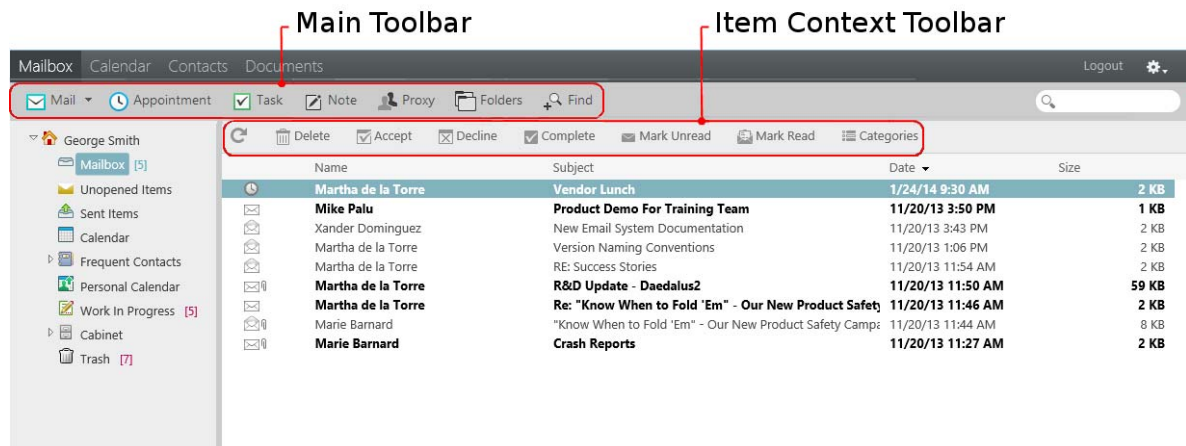 Main Toolbar Item Context Toolbar
Mailbox Calendar Contacts Documents Logout
Mail Appointment Task Note Proxy Folders Find
George Smith
Mailbox [5]
Unopened Items
Sent Items
Calendar
Frequent Contacts
Personal Calendar
Work In Progress [5]
Cabinet
Trash [7]
Delete Accept Decline Complete Mark Unread Mark Read Categories
Name Subject Date Size
Martha de la Torre Vendor Lunch 1/24/14 9:30 AM 2 KB
Mike Palu Product Demo For Training Team 11/20/13 3:50 PM 1 KB
Xander Dominguez New Email System Documentation 11/20/13 3:43 PM 2 KB
Martha de la Torre Version Naming Conventions 11/20/13 1:06 PM 2 KB
Martha de la Torre RE: Success Stories 11/20/13 11:54 AM 2 KB
Martha de la Torre R&D Update - Daedalus2 11/20/13 11:50 AM 59 KB
Martha de la Torre Re: "Know When to Fold 'Em" - Our New Product Safety 11/20/13 11:46 AM 2 KB
Marie Barnard "Know When to Fold 'Em" - Our New Product Safety Campa 11/20/13 11:44 AM 8 KB
Marie Barnard Crash Reports 11/20/13 11:27 AM 2 KB